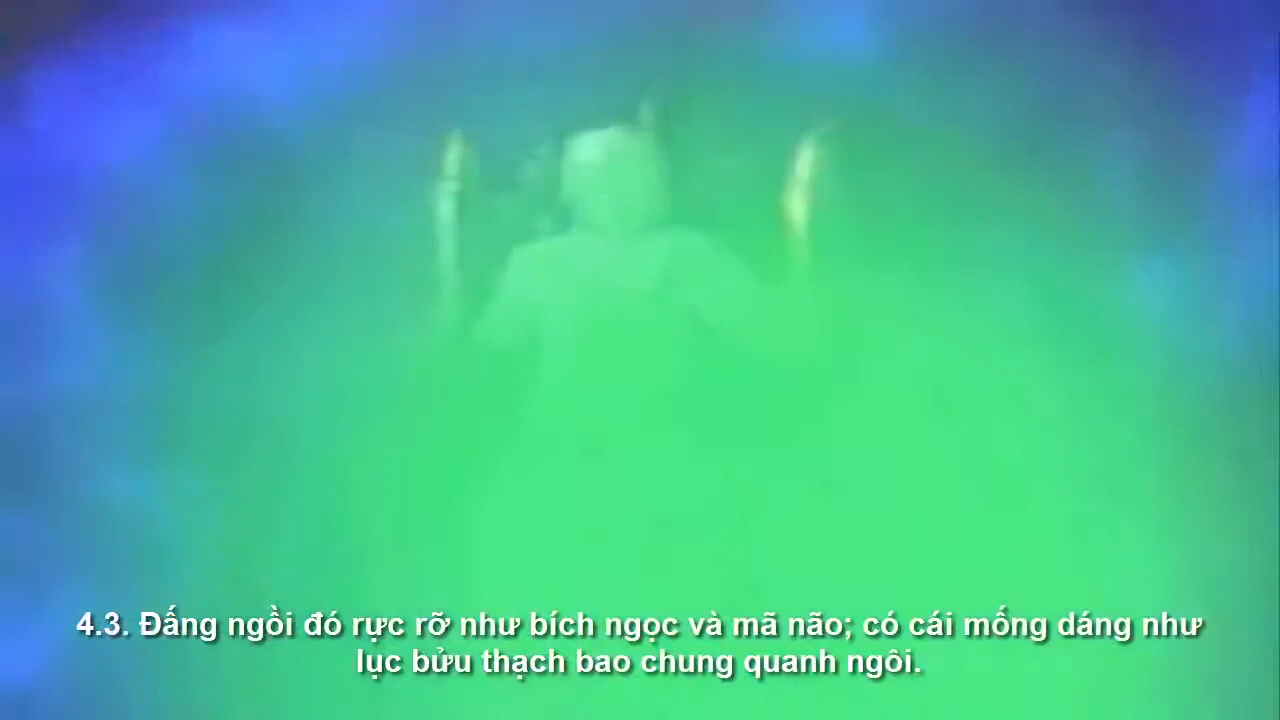 4.3. Đấng ngồi đó rực rỡ như bích ngọc và mã não; có cái mống dáng như
lục bửu thạch bao chung quanh ngôi.